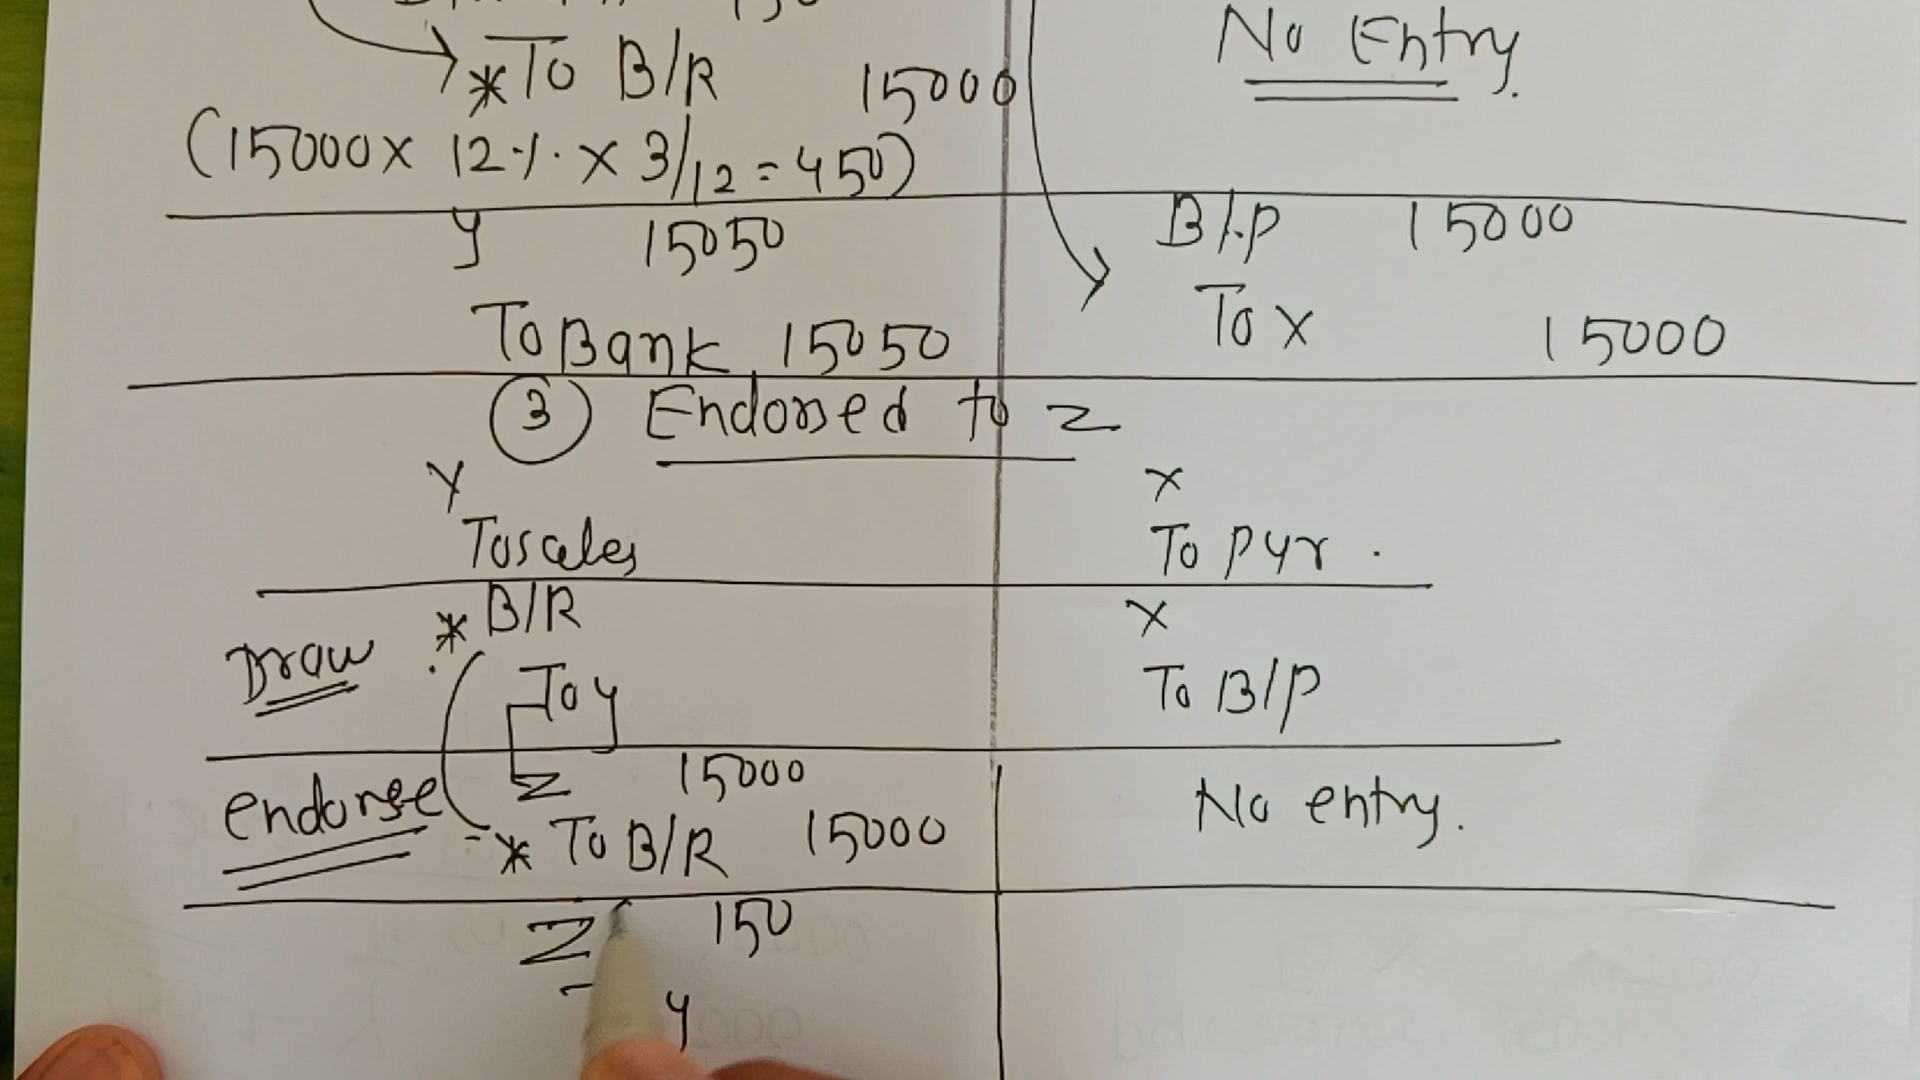 *To B/R 15000
(15000 x 12% x 3/12 = 450)
No Entry.
y 15050
To Bank 15050
B/P 15000
To x 15000
3 Endorsed to z
y
To sales
x
To pur.
Draw * B/R
To y
x
To B/P
endorse z 15000
* To B/R 15000
No entry.
150
y